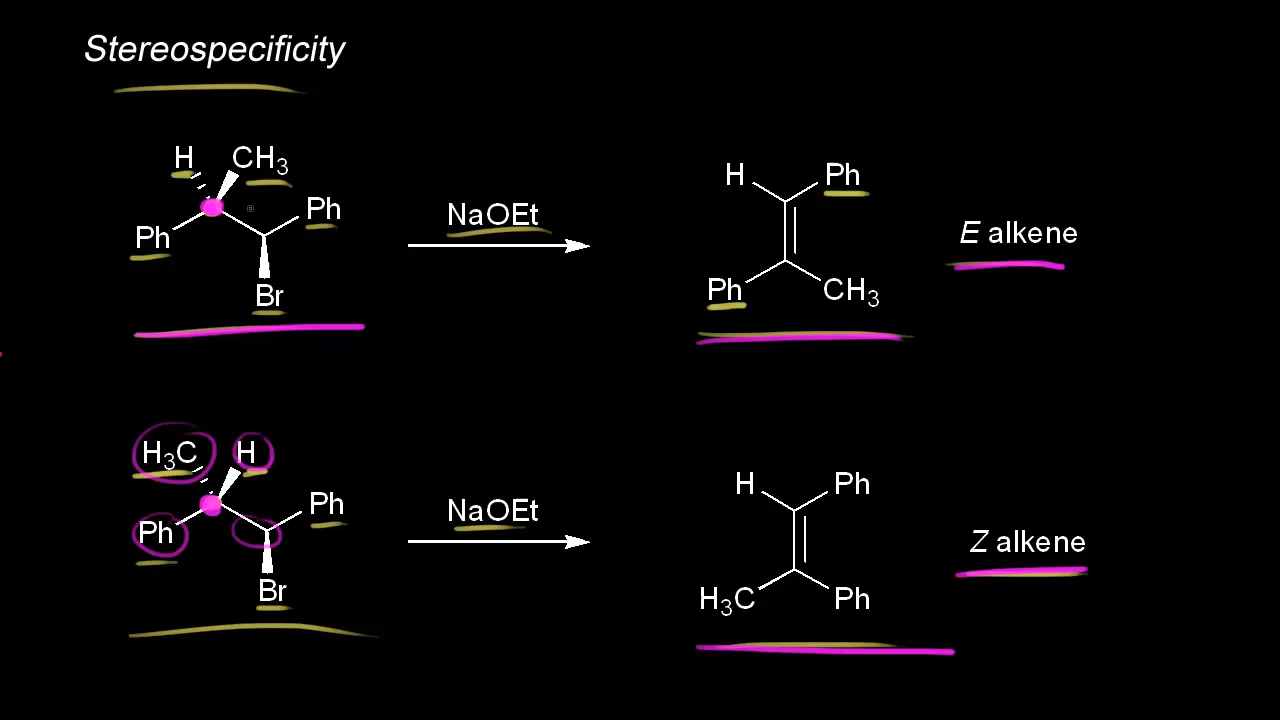 Stereospecificity
H CH₃
Ph
Ph
Br
NaOEt
H Ph
Ph CH₃
E alkene
H₃C H
Ph
Ph
Br
NaOEt
H Ph
H₃C Ph
Z alkene